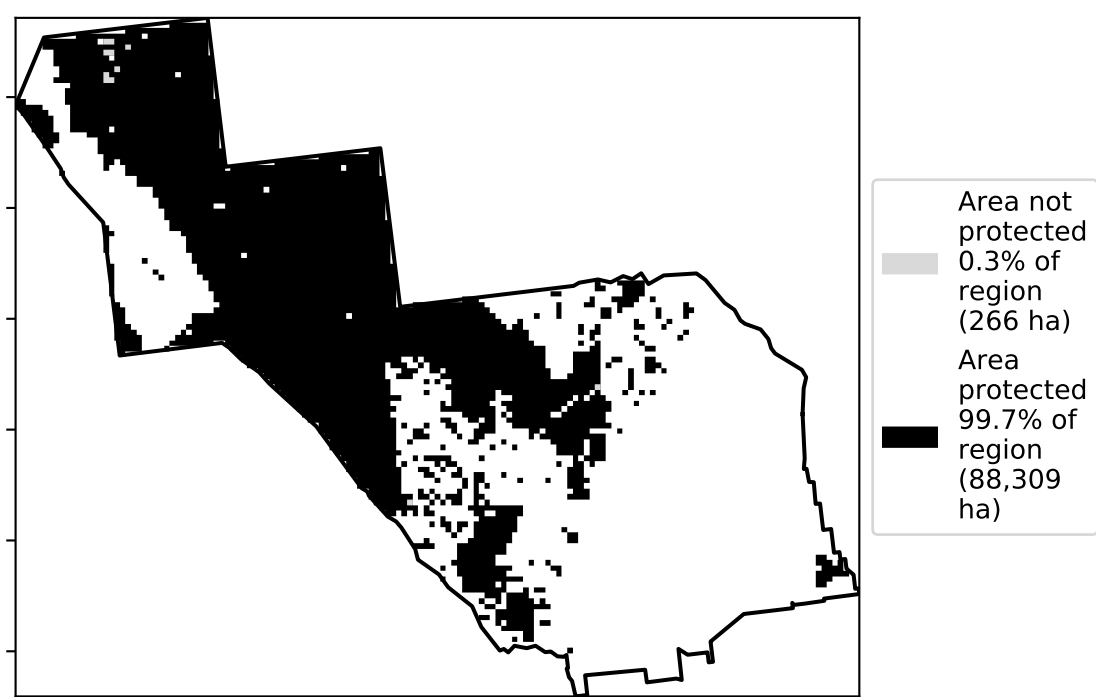 Area not
protected
0.3% of
region
(266 ha)
Area
protected
99.7% of
region
(88,309
ha)